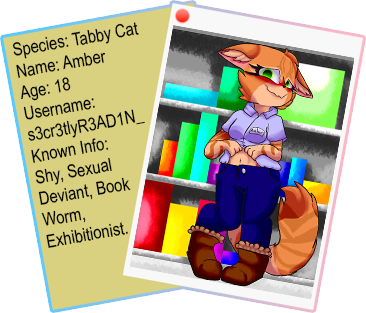 Species: Tabby Cat
Name: Amber
Age: 18
Username:
s3cr3tlyR3AD1N_
Known Info:
Shy, Sexual
Deviant, Book
Worm,
Exhibitionist.